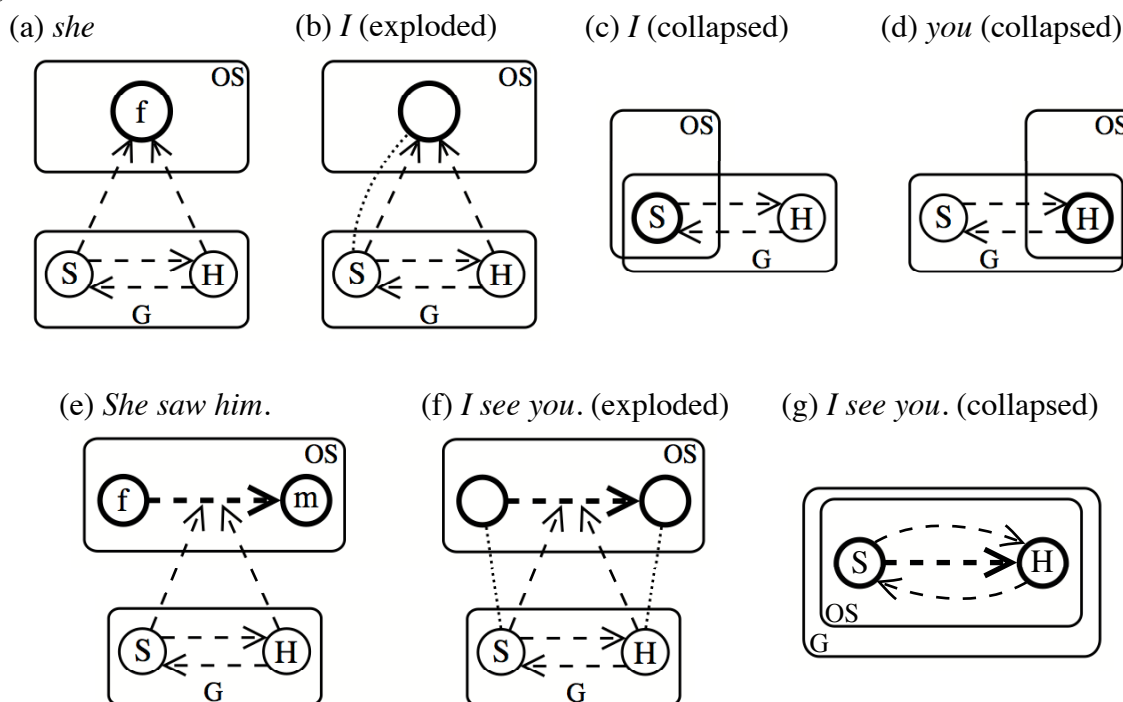 (a) she
(b) I (exploded)
(c) I (collapsed)
(d) you (collapsed)
OS
f
S
H
G
OS
S
H
G
OS
S
H
G
OS
S
H
G
(e) She saw him.
(f) I see you. (exploded)
(g) I see you. (collapsed)
OS
f
m
S
H
G
OS
S
H
G
S
H
OS
G